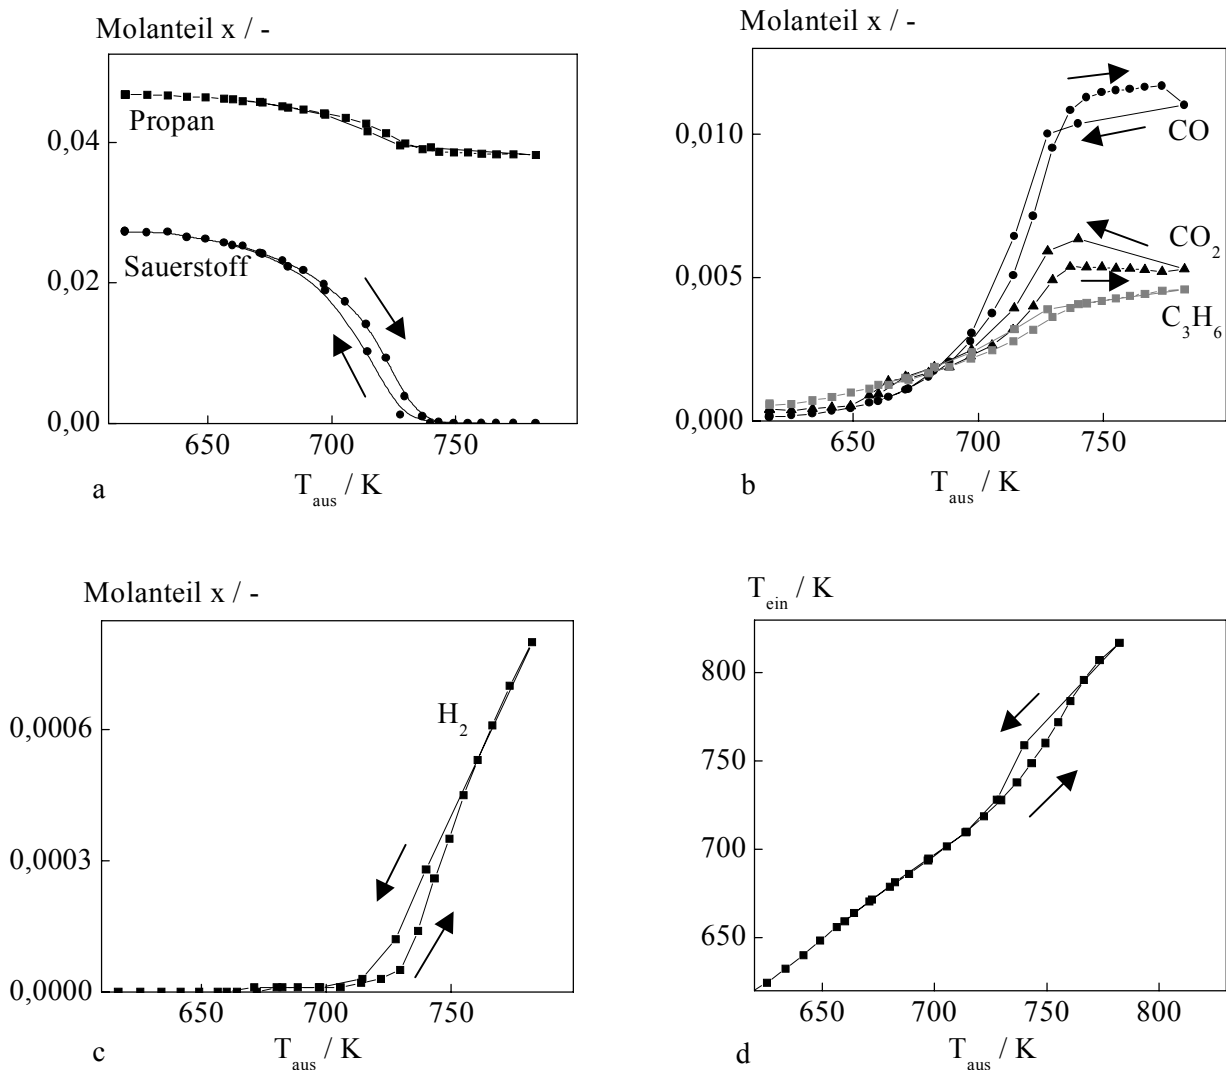 Molanteil x / -
0,04
0,02
0,00
Propan
Sauerstoff
650
700
750
T_aus / K
a
Molanteil x / -
0,010
0,005
0,000
CO
CO_2
C_3H_6
650
700
750
T_aus / K
b
Molanteil x / -
0,0006
0,0003
0,0000
H_2
650
700
750
T_aus / K
c
T_ein / K
800
750
700
650
650
700
750
800
T_aus / K
d